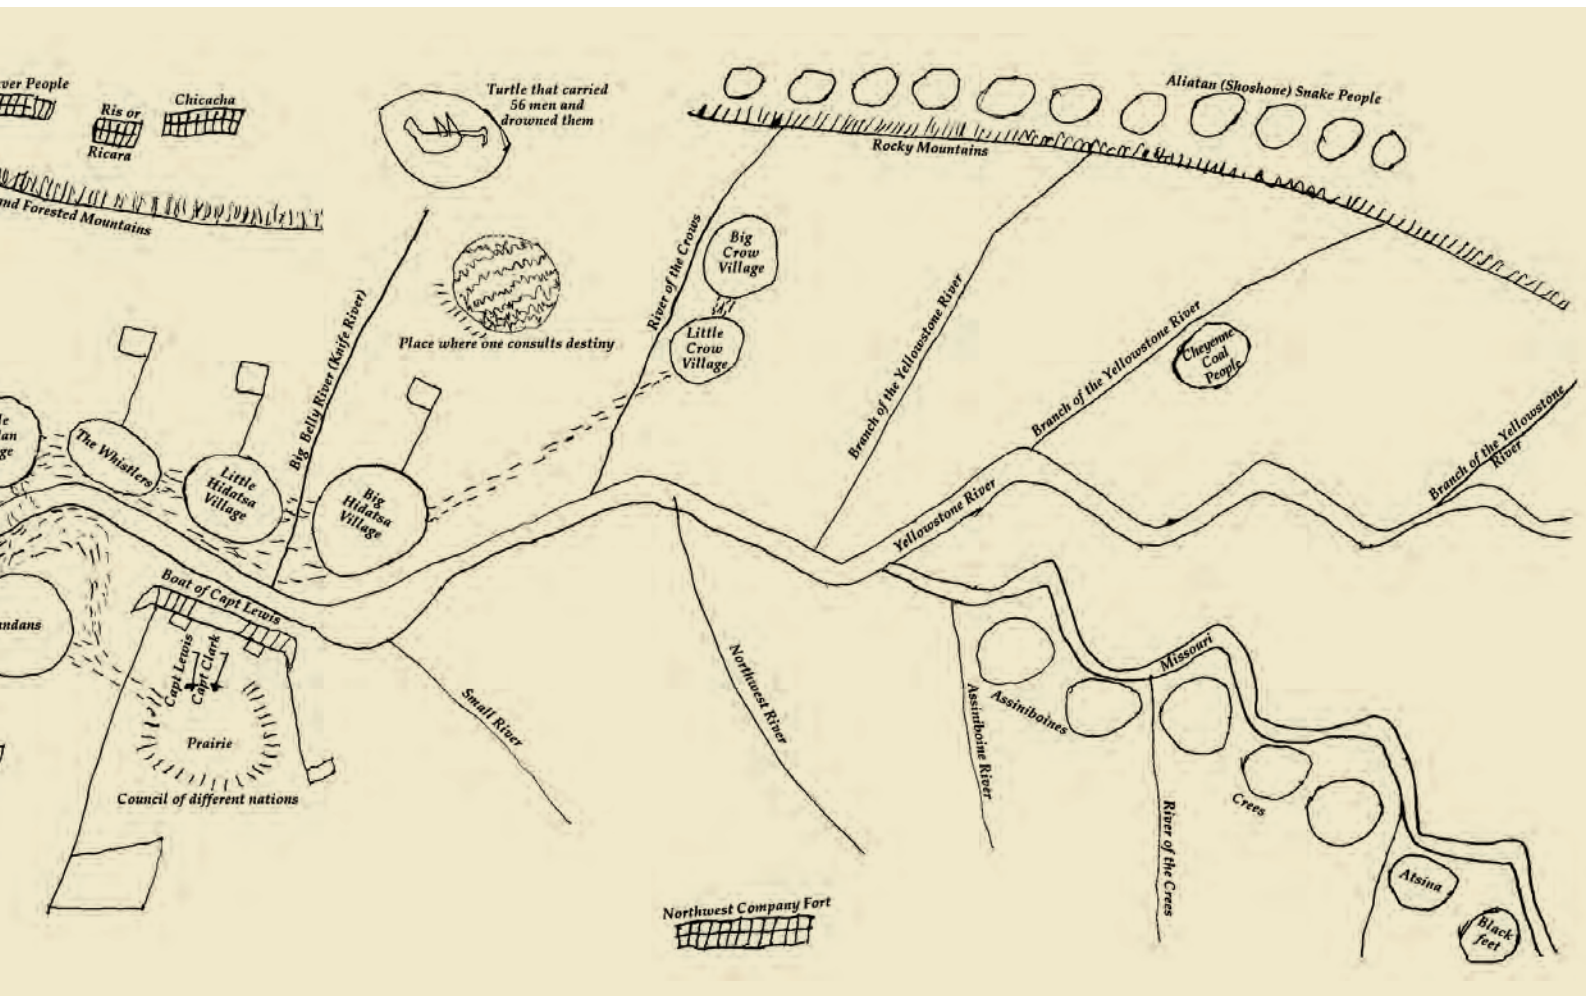 ver People
Ris or
Ricara
Chicacha
nd Forested Mountains
Turtle that carried
56 men and
drowned them
Aliatan (Shoshone) Snake People
Rocky Mountains
Place where one consults destiny
Big Belly River (Knife River)
River of the Crows
Big
Crow
Village
Little
Crow
Village
Branch of the Yellowstone River
Branch of the Yellowstone River
Cheyenne
Coal
People
Branch of the Yellowstone
River
le
an
ge
The Whistlers
Little
Hidatsa
Village
Big
Hidatsa
Village
Yellowstone River
Boat of Capt Lewis
ndans
Capt Lewis
Capt Clark
Prairie
Council of different nations
Small River
Northwest River
Assiniboine River
Assiniboines
Missouri
River of the Crees
Crees
Atsina
Black
feet
Northwest Company Fort